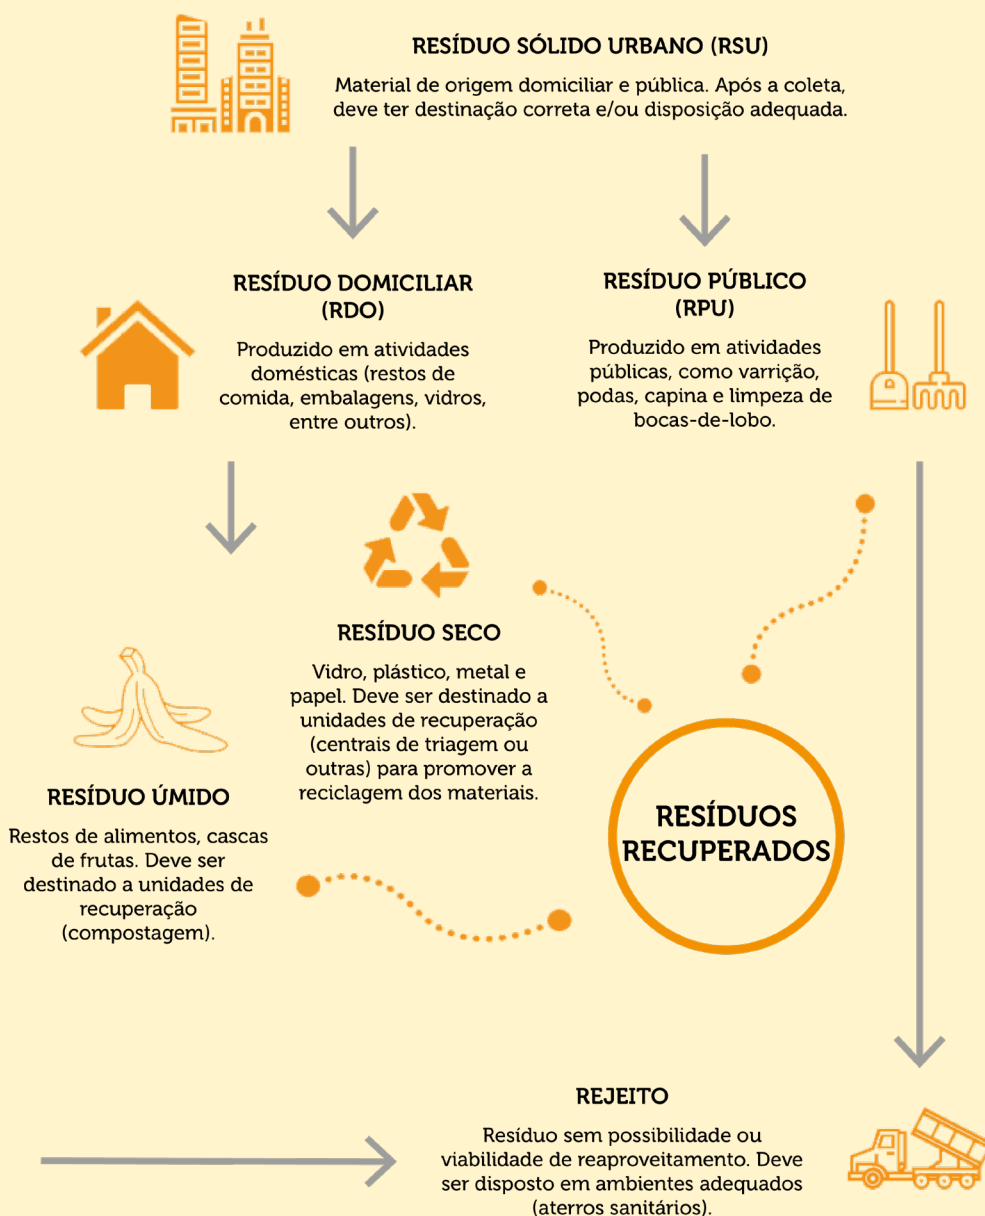 RESÍDUO SÓLIDO URBANO (RSU)
Material de origem domiciliar e pública. Após a coleta,
deve ter destinação correta e/ou disposição adequada.
RESÍDUO DOMICILIAR
(RDO)
Produzido em atividades
domésticas (restos de
comida, embalagens, vidros,
entre outros).
RESÍDUO PÚBLICO
(RPU)
Produzido em atividades
públicas, como varrição,
podas, capina e limpeza de
bocas-de-lobo.
RESÍDUO SECO
Vidro, plástico, metal e
papel. Deve ser destinado a
unidades de recuperação
(centrais de triagem ou
outras) para promover a
reciclagem dos materiais.
RESÍDUO ÚMIDO
Restos de alimentos, cascas
de frutas. Deve ser
destinado a unidades de
recuperação
(compostagem).
RESÍDUOS
RECUPERADOS
REJEITO
Resíduo sem possibilidade ou
viabilidade de reaproveitamento. Deve
ser disposto em ambientes adequados
(aterros sanitários).